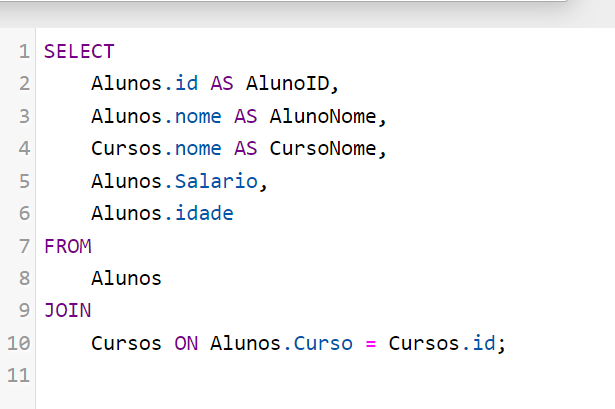 1 SELECT
2 Alunos.id AS AlunoID,
3 Alunos.nome AS AlunoNome,
4 Cursos.nome AS CursoNome,
5 Alunos.Salario,
6 Alunos.idade
7 FROM
8 Alunos
9 JOIN
10 Cursos ON Alunos.Curso = Cursos.id;
11